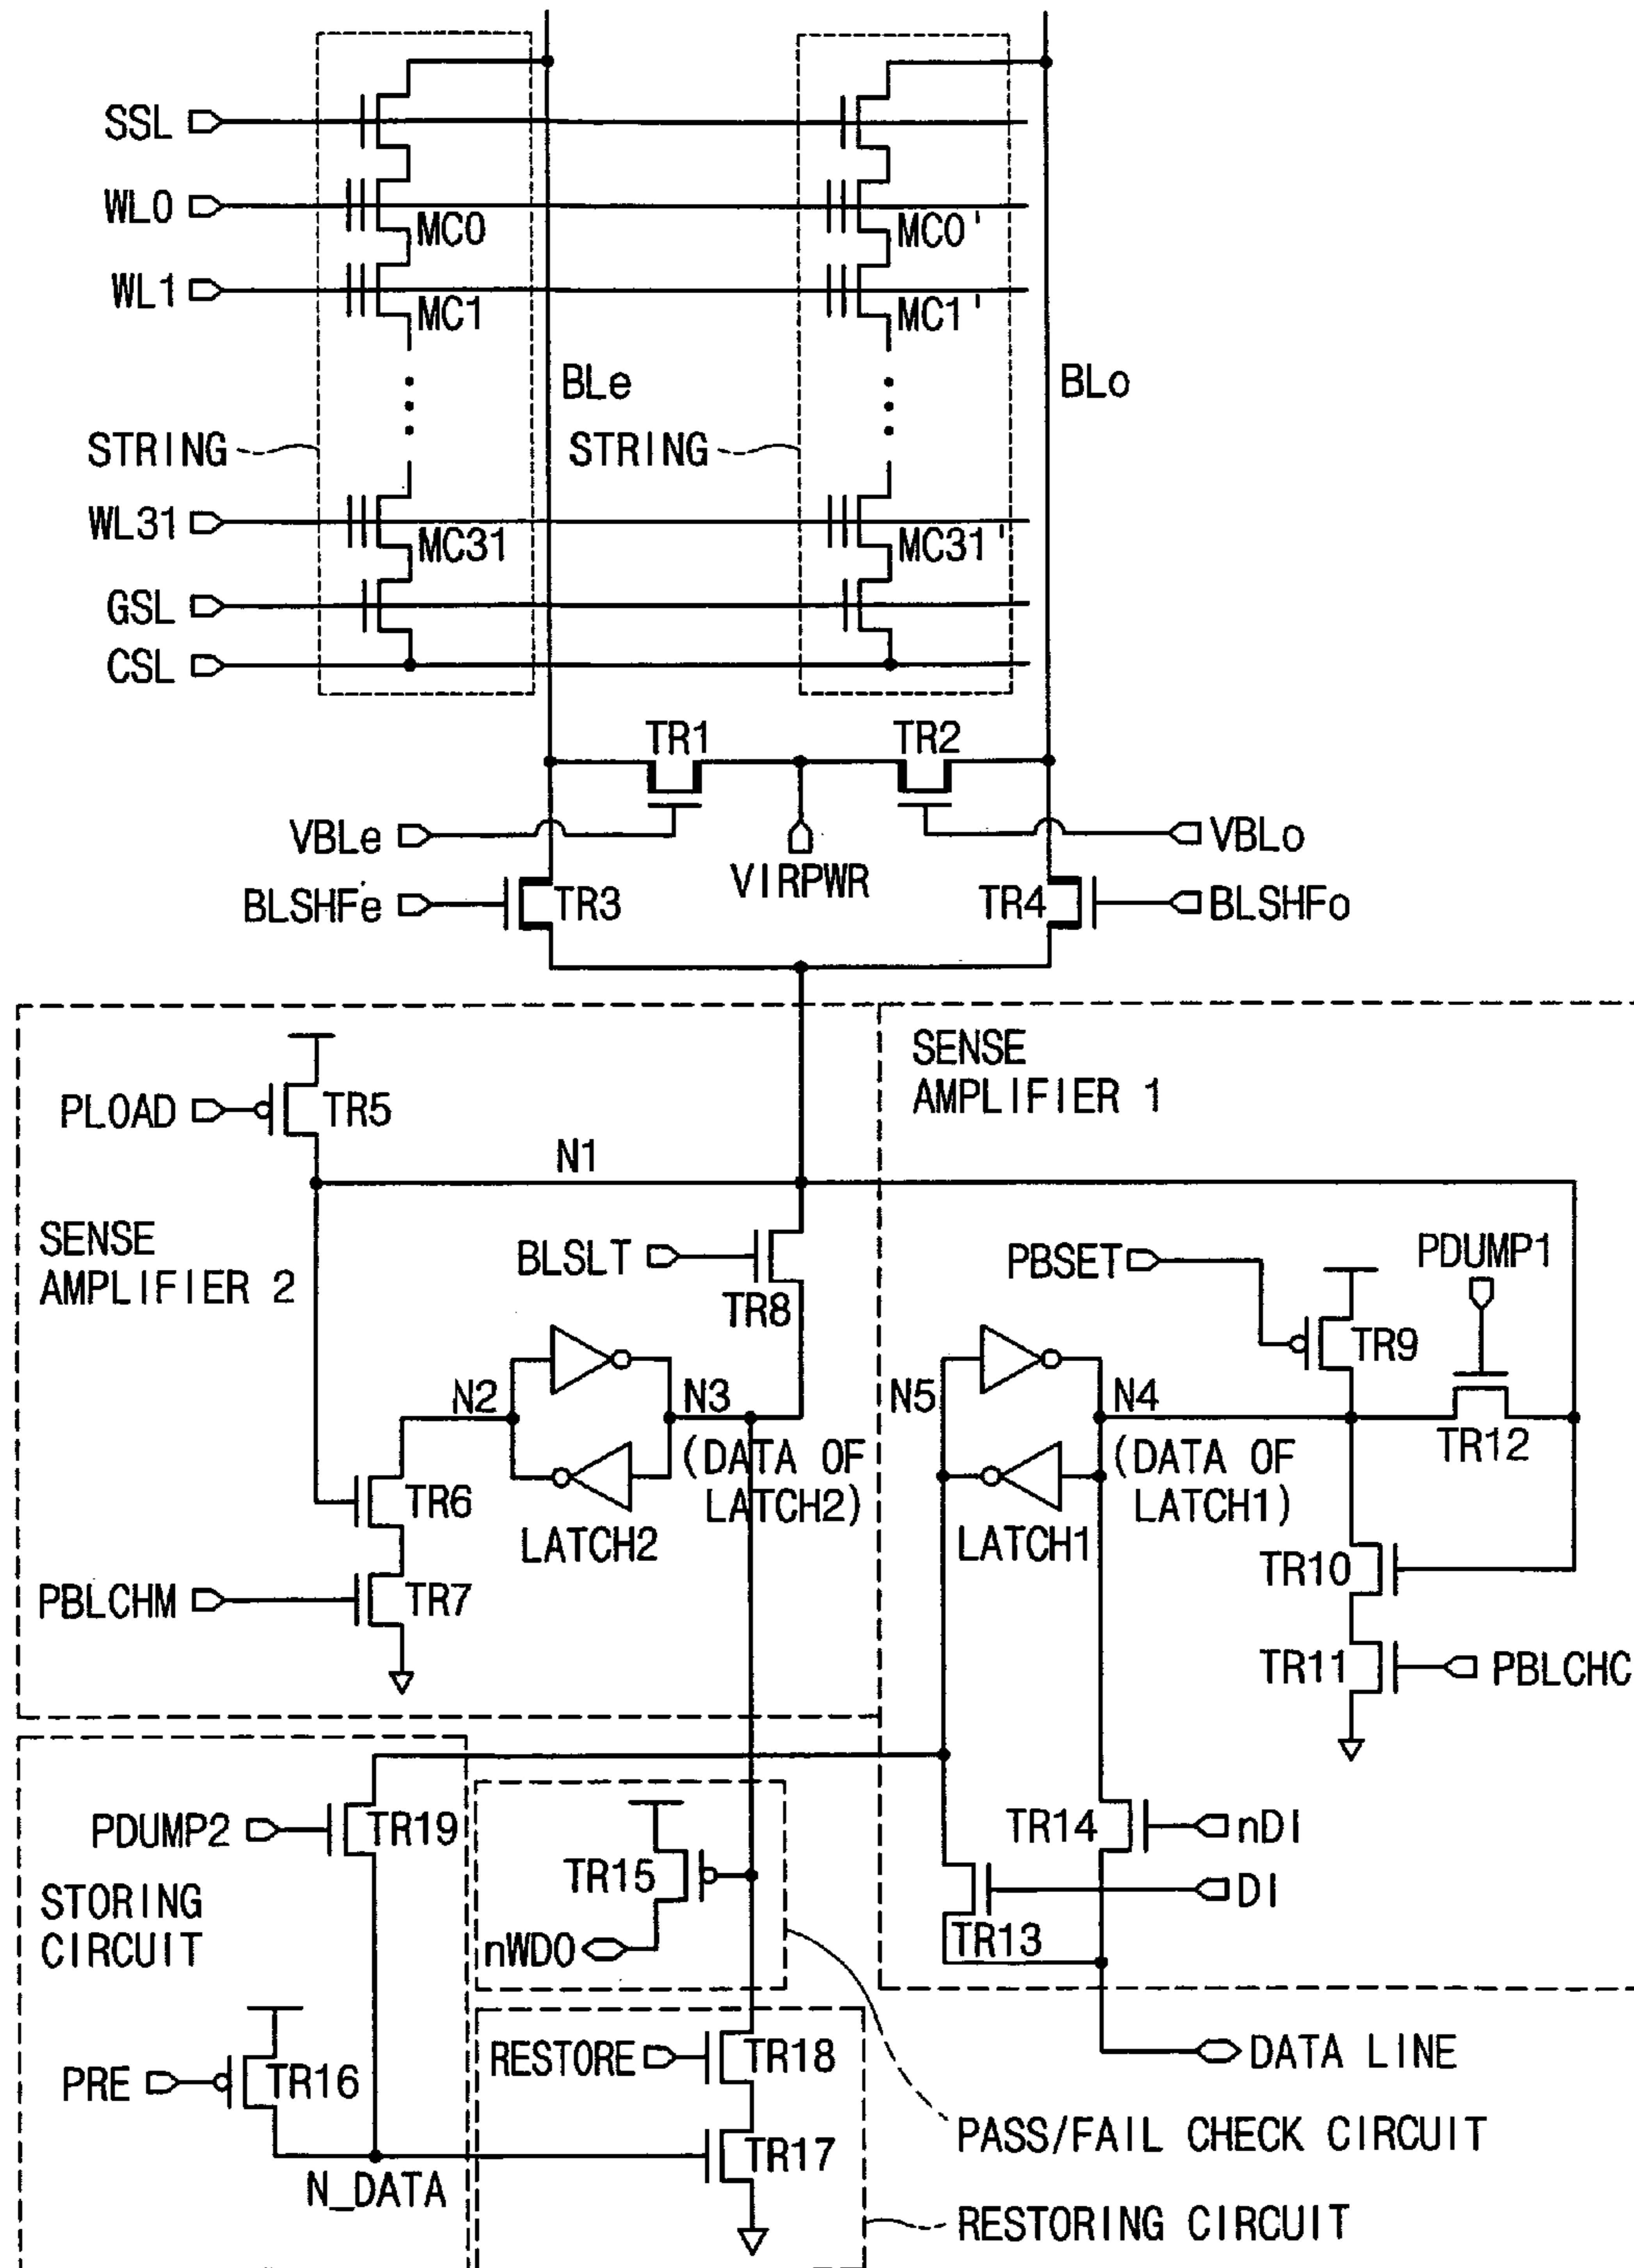 SSL
WL0
MC0
MC0'
WL1
MC1
MC1'
BLe
BLo
STRING
STRING
WL31
MC31
MC31'
GSL
CSL
TR1
TR2
VBLe
VIRPWR
VBLo
BLSHFe
TR3
TR4
BLSHFo
SENSE
AMPLIFIER 1
PLOAD
TR5
N1
SENSE
AMPLIFIER 2
BLSLT
TR8
PBSET
PDUMP1
TR9
N2
N3
N5
N4
TR12
(DATA OF
LATCH2)
(DATA OF
LATCH1)
TR6
LATCH2
LATCH1
TR10
PBLCHM
TR7
TR11
PBLCHC
PDUMP2
TR19
TR15
TR14
nDI
DI
STORING
CIRCUIT
nWDO
TR13
RESTORE
TR18
DATA LINE
PRE
TR16
TR17
PASS/FAIL CHECK CIRCUIT
N_DATA
RESTORING CIRCUIT